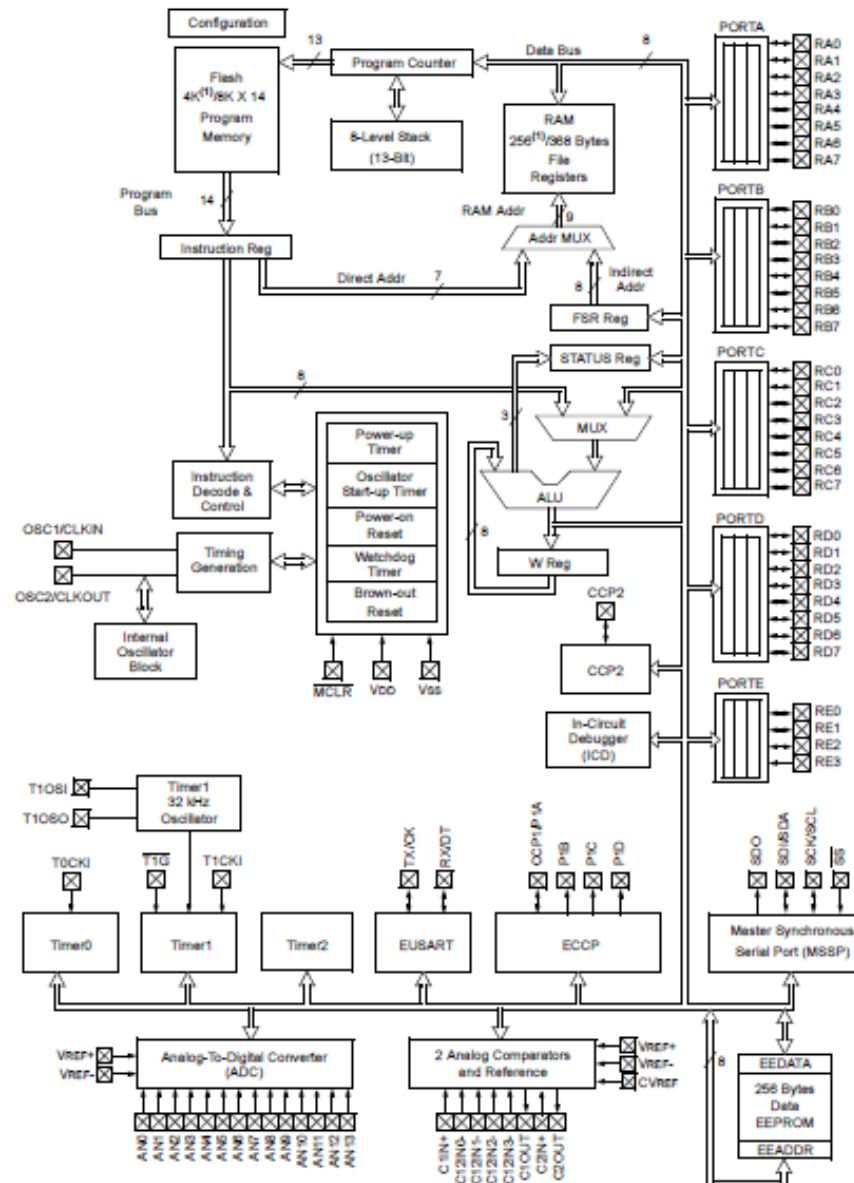 Configuration
13
Data Bus
8
PORTA
Flash
4K(1)/8K X 14
Program
Memory
Program Counter
8-Level Stack
(13-Bit)
RAM
256(1)/368 Bytes
File
Registers
RA0
RA1
RA2
RA3
RA4
RA5
RA6
RA7
Program
Bus
14
RAM Addr
9
PORTB
Instruction Reg
Addr MUX
Direct Addr
7
8
Indirect
Addr
FSR Reg
RB0
RB1
RB2
RB3
RB4
RB5
RB6
RB7
STATUS Reg
8
3
MUX
PORTC
RC0
RC1
RC2
RC3
RC4
RC5
RC6
RC7
Power-up
Timer
Oscillator
Start-up Timer
Power-on
Reset
Watchdog
Timer
Brown-out
Reset
Instruction
Decode &
Control
ALU
8
W Reg
OSC1/CLKIN
OSC2/CLKOUT
Timing
Generation
Internal
Oscillator
Block
MCLR
VDD
VSS
PORTD
RD0
RD1
RD2
RD3
RD4
RD5
RD6
RD7
CCP2
CCP2
In-Circuit
Debugger
(ICD)
PORTE
RE0
RE1
RE2
RE3
T1OSI
T1OSO
Timer1
32 kHz
Oscillator
T0CKI
T1G
T1CKI
TX/CK
RX/DT
CCP1/P1A
P1B
P1C
P1D
SDO
SDI/SDA
SCK/SCL
SS
Timer0
Timer1
Timer2
EUSART
ECCP
Master Synchronous
Serial Port (MSSP)
VREF+
VREF-
Analog-To-Digital Converter
(ADC)
2 Analog Comparators
and Reference
VREF+
VREF-
CVREF
8
EEDATA
256 Bytes
Data
EEPROM
EEADDR
AN0
AN1
AN2
AN3
AN4
AN5
AN6
AN7
AN8
AN9
AN10
AN11
AN12
AN13
C1IN+
C12IN0-
C12IN1-
C12IN2-
C12IN3-
C1OUT
C2IN+
C2OUT